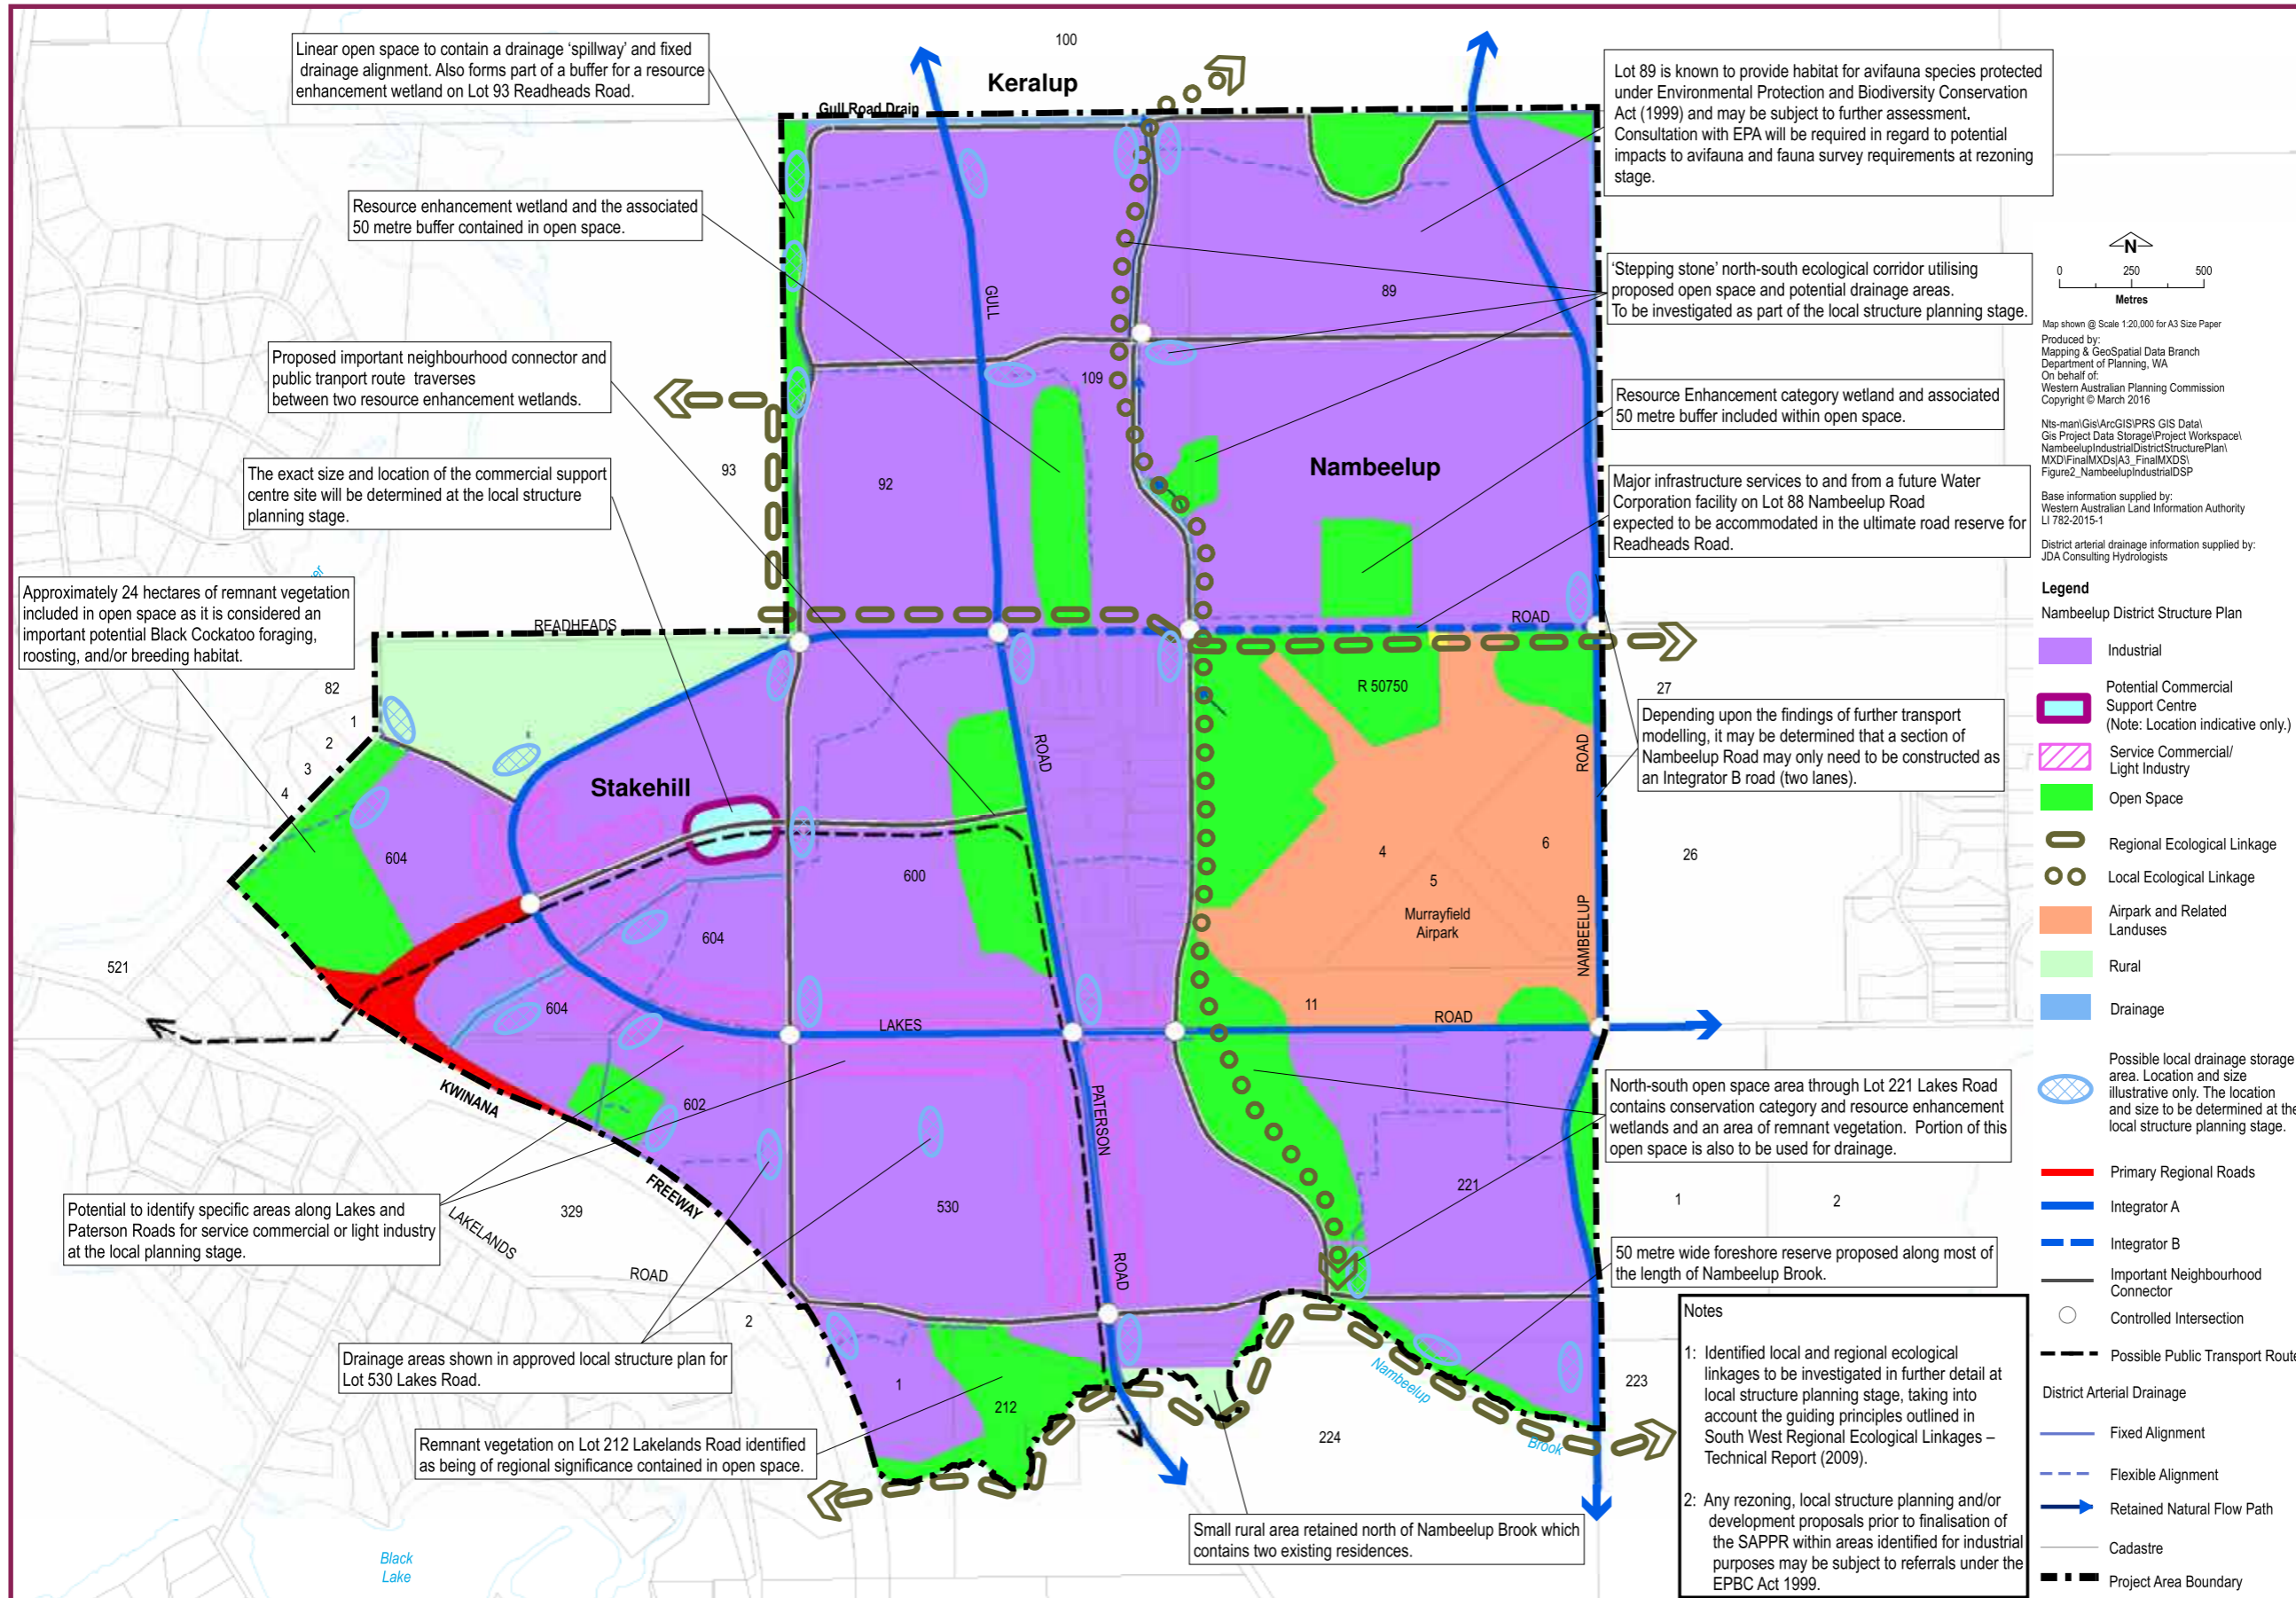 Linear open space to contain a drainage ‘spillway’ and fixed
drainage alignment. Also forms part of a buffer for a resource
enhancement wetland on Lot 93 Readheads Road.
100
Keralup
Gull Road Drain
Lot 89 is known to provide habitat for avifauna species protected
under Environmental Protection and Biodiversity Conservation
Act (1999) and may be subject to further assessment.
Consultation with EPA will be required in regard to potential
impacts to avifauna and fauna survey requirements at rezoning
stage.
Resource enhancement wetland and the associated
50 metre buffer contained in open space.
‘Stepping stone’ north-south ecological corridor utilising
proposed open space and potential drainage areas.
To be investigated as part of the local structure planning stage.
GULL
89
Proposed important neighbourhood connector and
public tranport route traverses
between two resource enhancement wetlands.
109
Resource Enhancement category wetland and associated
50 metre buffer included within open space.
93
92
Nambeelup
The exact size and location of the commercial support
centre site will be determined at the local structure
planning stage.
Major infrastructure services to and from a future Water
Corporation facility on Lot 88 Nambeelup Road
expected to be accommodated in the ultimate road reserve for
Readheads Road.
Approximately 24 hectares of remnant vegetation
included in open space as it is considered an
important potential Black Cockatoo foraging,
roosting, and/or breeding habitat.
READHEADS
ROAD
82
1
2
3
4
R 50750
27
Depending upon the findings of further transport
modelling, it may be determined that a section of
Nambeelup Road may only need to be constructed as
an Integrator B road (two lanes).
ROAD
ROAD
Stakehill
604
600
4
5
6
Murrayfield
Airpark
26
604
NAMBEELUP
521
604
11
LAKES
ROAD
KWINANA
602
PATERSON
North-south open space area through Lot 221 Lakes Road
contains conservation category and resource enhancement
wetlands and an area of remnant vegetation. Portion of this
open space is also to be used for drainage.
FREEWAY
221
1
2
Potential to identify specific areas along Lakes and
Paterson Roads for service commercial or light industry
at the local planning stage.
329
LAKELANDS
ROAD
530
ROAD
50 metre wide foreshore reserve proposed along most of
the length of Nambeelup Brook.
2
Drainage areas shown in approved local structure plan for
Lot 530 Lakes Road.
1
212
Nambeelup
Brook
223
224
Remnant vegetation on Lot 212 Lakelands Road identified
as being of regional significance contained in open space.
Small rural area retained north of Nambeelup Brook which
contains two existing residences.
Black
Lake
N
0 250 500
Metres
Map shown @ Scale 1:20,000 for A3 Size Paper
Produced by:
Mapping & GeoSpatial Data Branch
Department of Planning, WA
On behalf of:
Western Australian Planning Commission
Copyright © March 2016
Nts-man\Gis\ArcGIS\PRS GIS Data\
Gis Project Data Storage\Project Workspace\
NambeelupIndustrialDistrictStructurePlan\
MXD\FinalMXDs|A3_FinalMXDS\
Figure2_NambeelupIndustrialDSP
Base information supplied by:
Western Australian Land Information Authority
LI 782-2015-1
District arterial drainage information supplied by:
JDA Consulting Hydrologists
Legend
Nambeelup District Structure Plan
Industrial
Potential Commercial
Support Centre
(Note: Location indicative only.)
Service Commercial/
Light Industry
Open Space
Regional Ecological Linkage
Local Ecological Linkage
Airpark and Related
Landuses
Rural
Drainage
Possible local drainage storage
area. Location and size
illustrative only. The location
and size to be determined at the
local structure planning stage.
Primary Regional Roads
Integrator A
Integrator B
Important Neighbourhood
Connector
Controlled Intersection
Possible Public Transport Route
District Arterial Drainage
Fixed Alignment
Flexible Alignment
Retained Natural Flow Path
Cadastre
Project Area Boundary
Notes
1: Identified local and regional ecological
linkages to be investigated in further detail at
local structure planning stage, taking into
account the guiding principles outlined in
South West Regional Ecological Linkages –
Technical Report (2009).
2: Any rezoning, local structure planning and/or
development proposals prior to finalisation of
the SAPPR within areas identified for industrial
purposes may be subject to referrals under the
EPBC Act 1999.